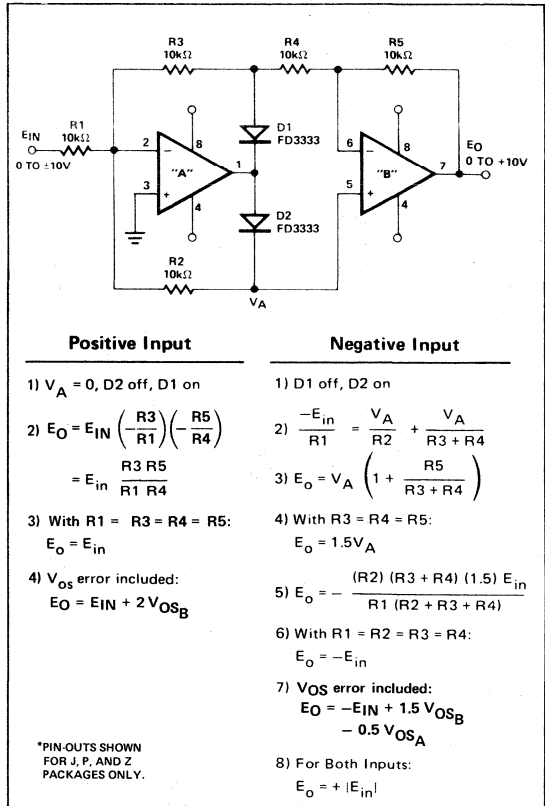 R3
10kΩ
R4
10kΩ
R5
10kΩ
EIN
R1
10kΩ
0 TO ±10V
2
−
8
"A"
1
3
+
4
D1
FD3333
D2
FD3333
6
−
8
"B"
7
5
+
4
EO
0 TO +10V
R2
10kΩ
VA
Positive Input
1) VA = 0, D2 off, D1 on
2) EO = EIN (−R3/R1)(−R5/R4)
= Ein R3 R5 / R1 R4
3) With R1 = R3 = R4 = R5:
Eo = Ein
4) Vos error included:
EO = EIN + 2 VOSB
*PIN-OUTS SHOWN
FOR J, P, AND Z
PACKAGES ONLY.
Negative Input
1) D1 off, D2 on
2) −Ein/R1 = VA/R2 + VA/(R3 + R4)
3) Eo = VA (1 + R5/(R3 + R4))
4) With R3 = R4 = R5:
Eo = 1.5VA
5) Eo = − (R2) (R3 + R4) (1.5) Ein / R1 (R2 + R3 + R4)
6) With R1 = R2 = R3 = R4:
Eo = −Ein
7) VOS error included:
EO = −EIN + 1.5 VOSB
− 0.5 VOSA
8) For Both Inputs:
Eo = + |Ein|